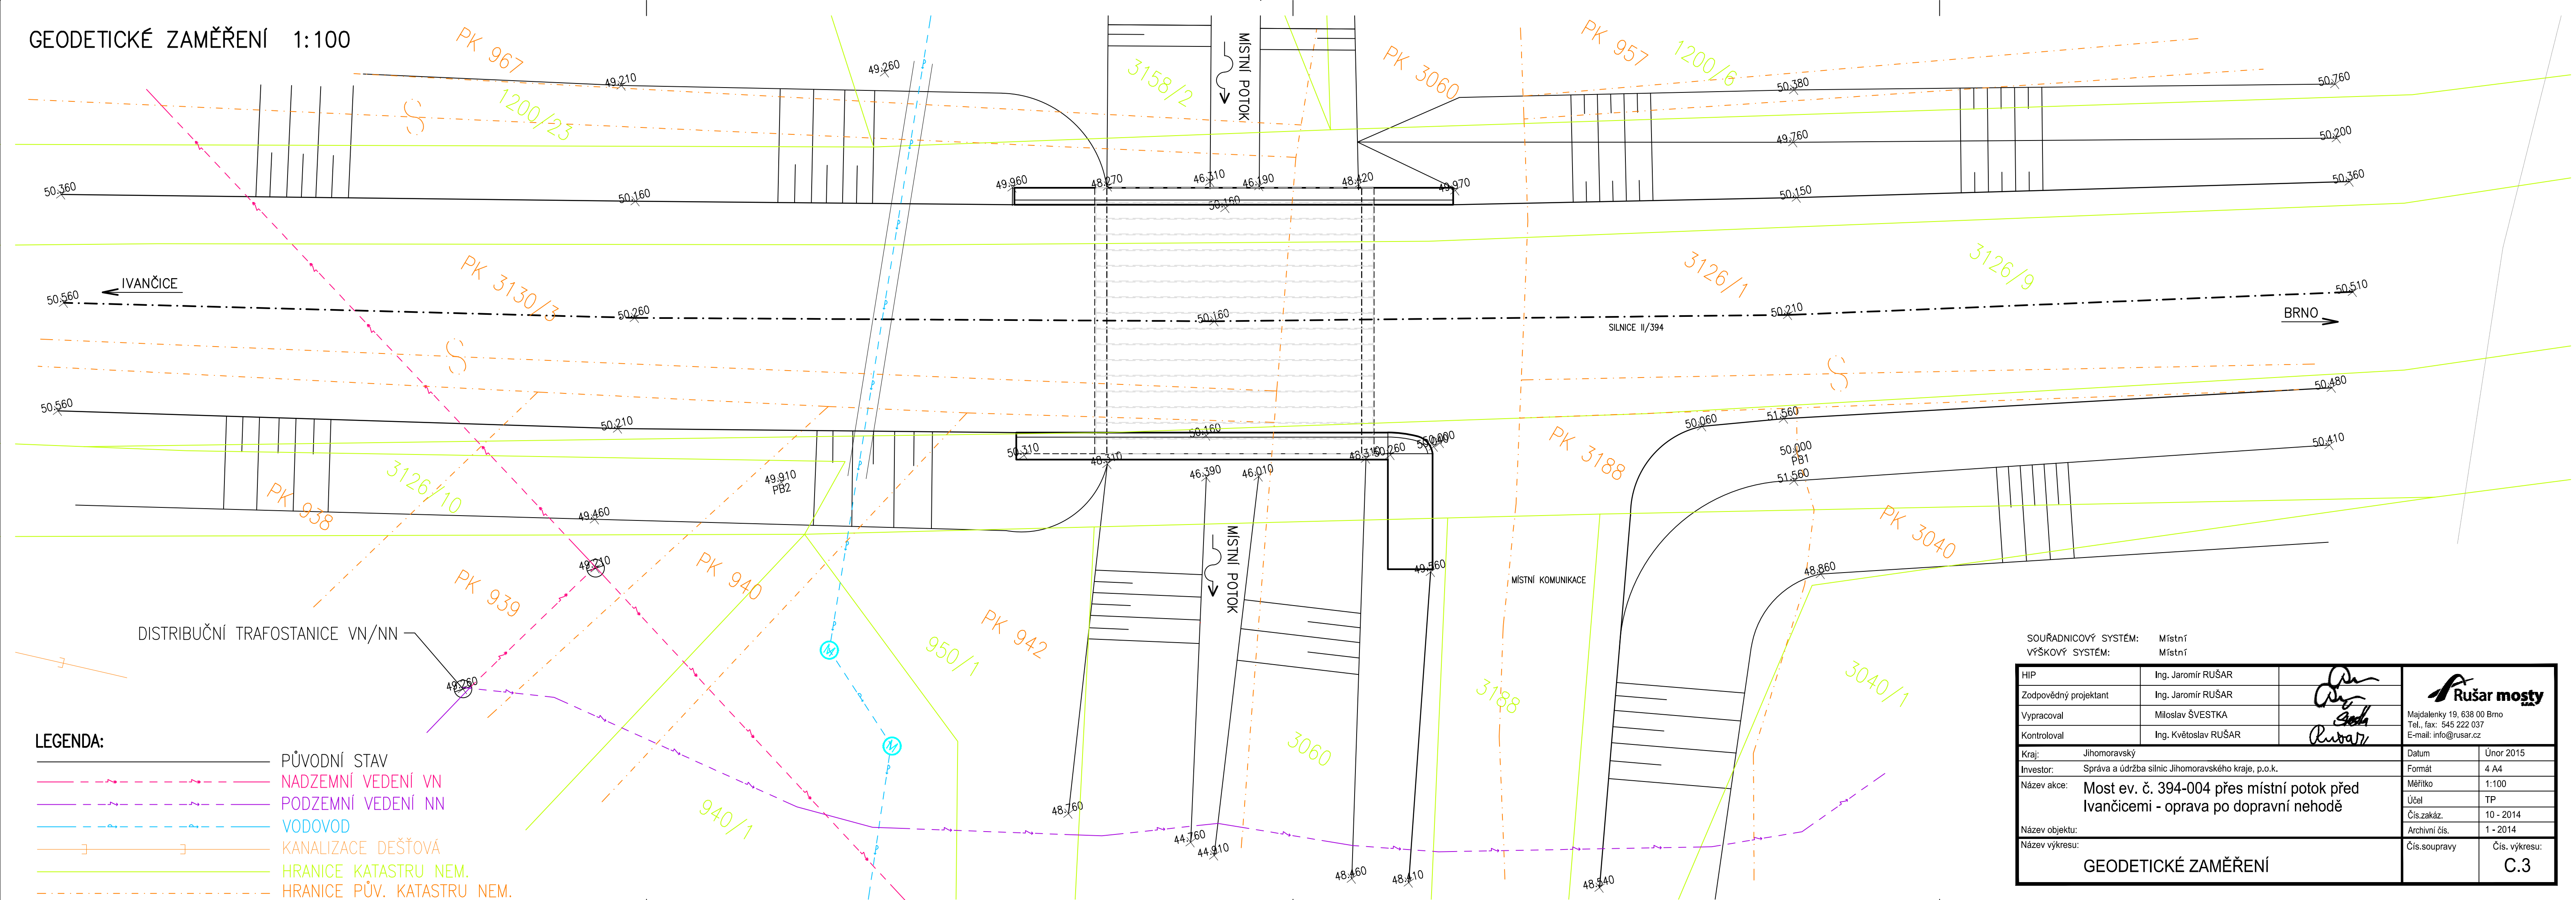 GEODETICKÉ ZAMĚŘENÍ 1:100
PK 967
49.210
49.260
1200/23
3158/2
MÍSTNÍ POTOK
PK 3060
PK 957
1200/6
50.380
50.760
49.760
50.200
50.360
50.160
49.960
48.270
46.310
46.190
48.420
49.970
50.160
50.150
50.360
IVANČICE
50.560
PK 3130/3
50.260
50.160
3126/1
3126/9
50.210
50.510
SILNICE II/394
BRNO
50.560
50.210
50.160
50.060
51.560
50.480
50.310
48.310
46.390
46.010
48.310
50.260
50.000
PB1
51.560
50.410
3126/10
PK 938
49.910
PB2
49.460
PK 3188
PK 3040
MÍSTNÍ POTOK
49.210
PK 939
PK 940
49.560
MÍSTNÍ KOMUNIKACE
48.860
DISTRIBUČNÍ TRAFOSTANICE VN/NN
49.260
950/1
PK 942
3188
3040/1
3060
940/1
48.760
44.760
44.910
48.460
48.410
48.540
LEGENDA:
PŮVODNÍ STAV
NADZEMNÍ VEDENÍ VN
PODZEMNÍ VEDENÍ NN
VODOVOD
KANALIZACE DEŠŤOVÁ
HRANICE KATASTRU NEM.
HRANICE PŮV. KATASTRU NEM.
SOUŘADNICOVÝ SYSTÉM: Místní
VÝŠKOVÝ SYSTÉM: Místní
HIP Ing. Jaromír RUŠAR
Zodpovědný projektant Ing. Jaromír RUŠAR
Vypracoval Miloslav ŠVESTKA
Kontroloval Ing. Květoslav RUŠAR
Rušar mosty
s.r.o.
Majdalenky 19, 638 00 Brno
Tel., fax: 545 222 037
E-mail: info@rusar.cz
Kraj: Jihomoravský
Investor: Správa a údržba silnic Jihomoravského kraje, p.o.k.
Název akce: Most ev. č. 394-004 přes místní potok před
Ivančicemi - oprava po dopravní nehodě
Název objektu:
Název výkresu:
GEODETICKÉ ZAMĚŘENÍ
Datum Únor 2015
Formát 4 A4
Měřítko 1:100
Účel TP
Čís.zakáz. 10 - 2014
Archivní čís. 1 - 2014
Čís.soupravy Čís. výkresu:
C.3